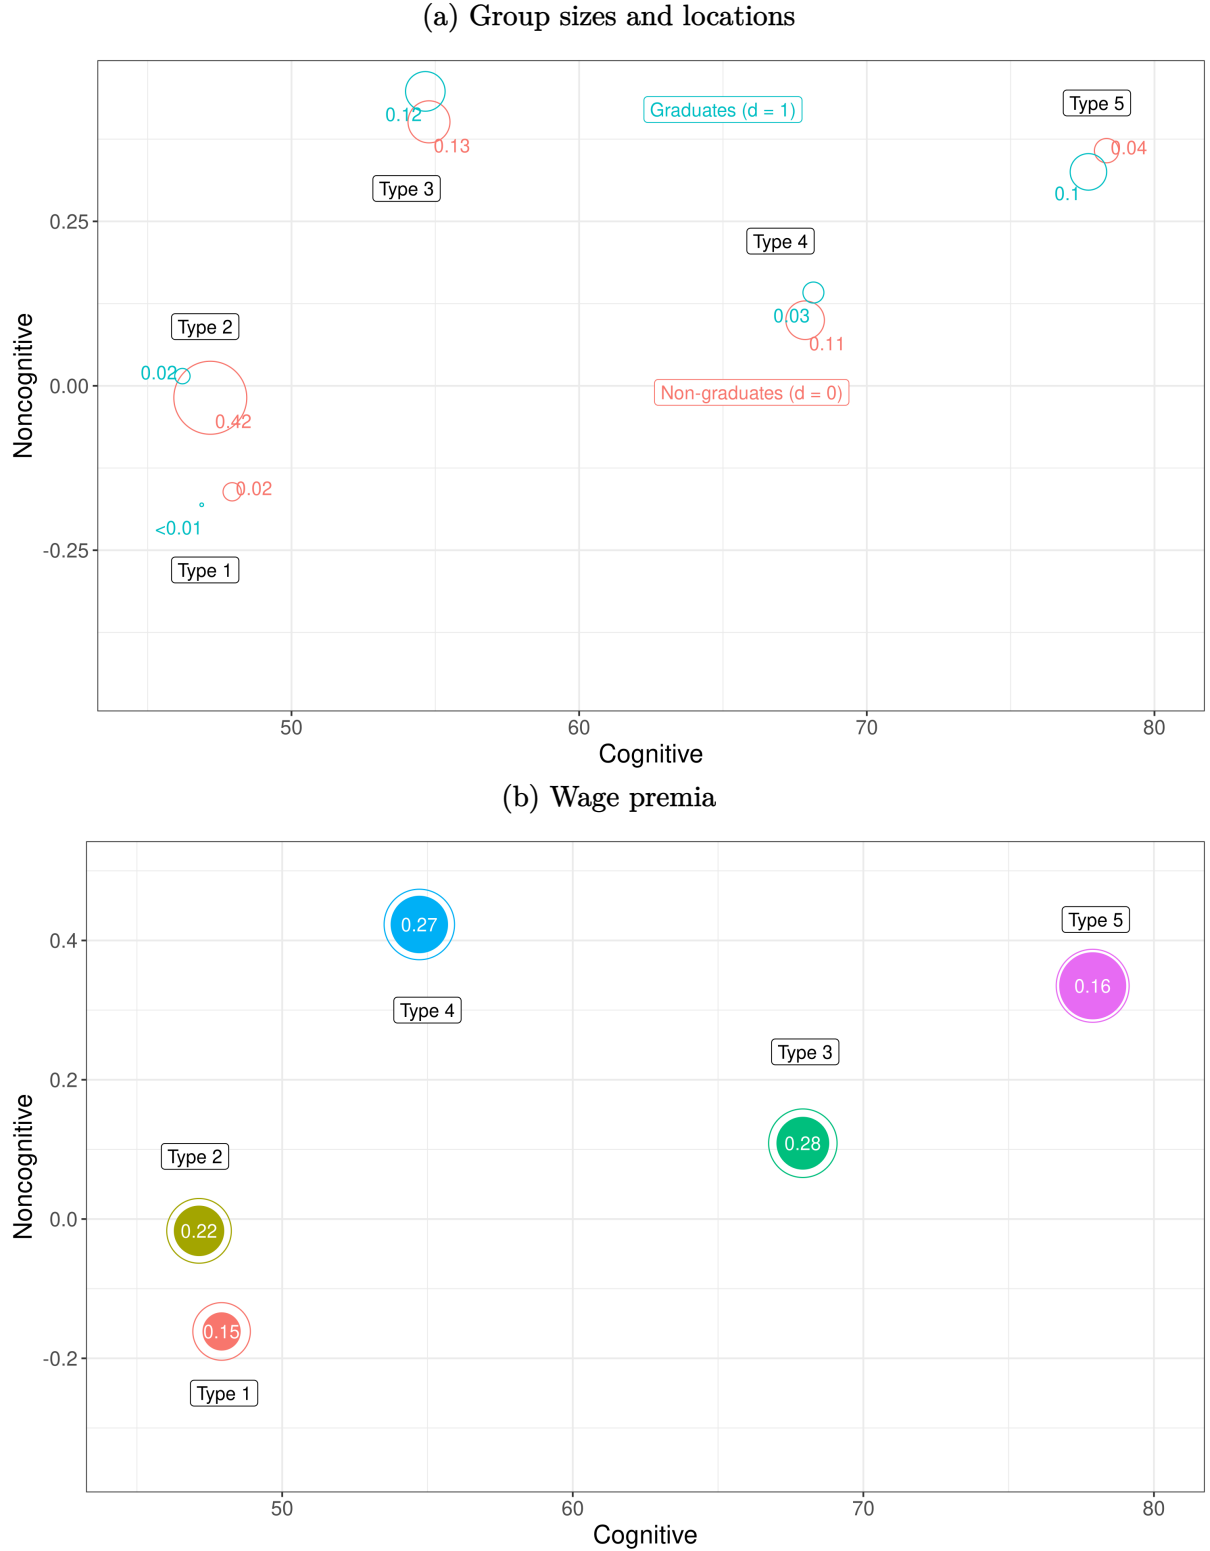 (a) Group sizes and locations
Graduates (d = 1)
Type 5
0.12
0.13
0.04
Type 3
0.1
0.25
Type 4
0.03
0.11
Type 2
0.02
0.00
Non-graduates (d = 0)
0.42
0.02
<0.01
-0.25
Type 1
Noncognitive
50 60 70 80
Cognitive
(b) Wage premia
0.27
Type 5
0.4
0.16
Type 4
Type 3
0.2
0.28
Type 2
0.0
0.22
0.15
-0.2
Type 1
Noncognitive
50 60 70 80
Cognitive